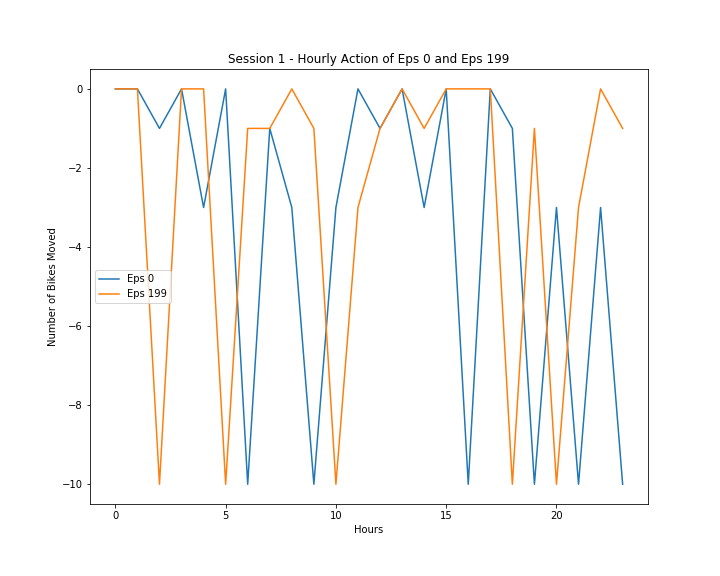 Session 1 - Hourly Action of Eps 0 and Eps 199
0
−2
−4
−6
−8
−10
Number of Bikes Moved
Eps 0
Eps 199
0
5
10
15
20
Hours